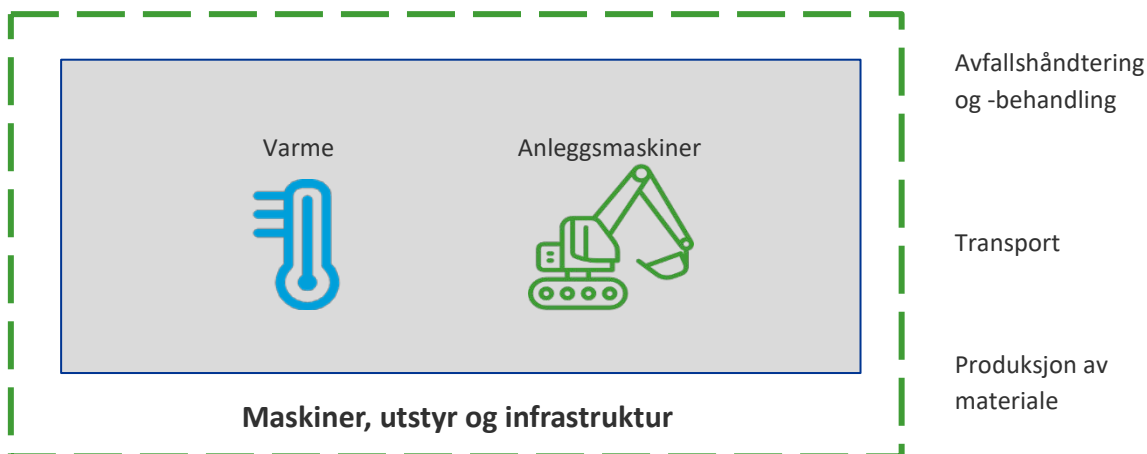 Varme
Anleggsmaskiner
Maskiner, utstyr og infrastruktur
Avfallshåndtering
og -behandling
Transport
Produksjon av
materiale